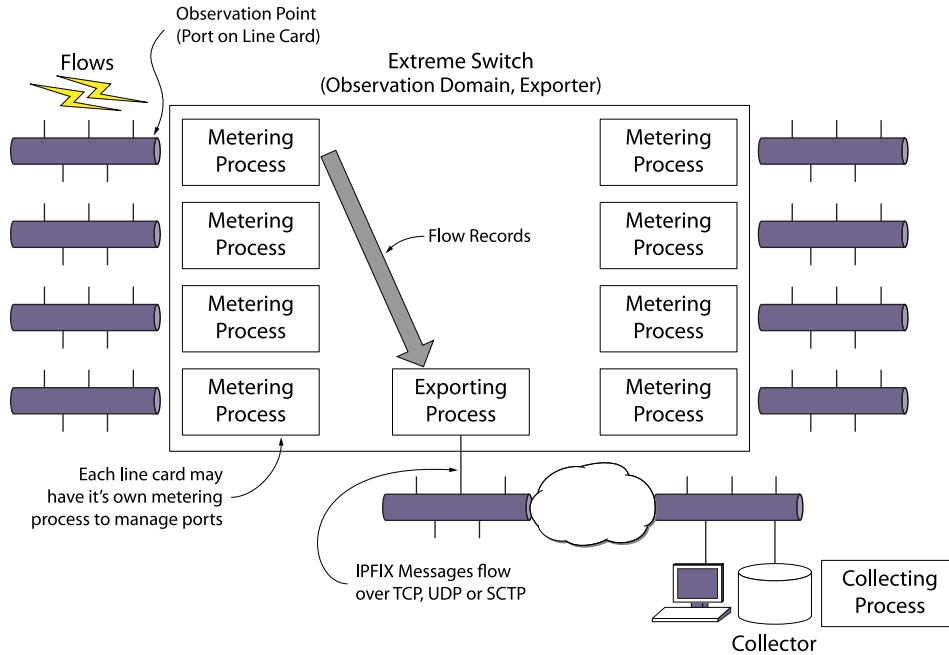 Observation Point
(Port on Line Card)
Flows
Extreme Switch
(Observation Domain, Exporter)
Metering
Process
Metering
Process
Metering
Process
Metering
Process
Flow Records
Metering
Process
Metering
Process
Metering
Process
Exporting
Process
Metering
Process
Each line card may
have it's own metering
process to manage ports
IPFIX Messages flow
over TCP, UDP or SCTP
Collecting
Process
Collector